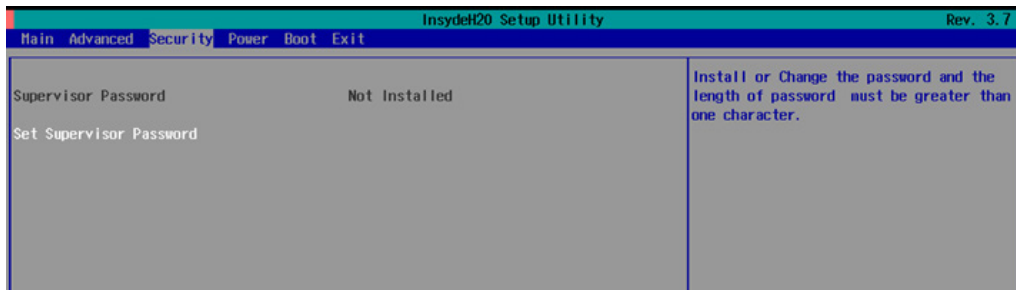 InsydeH20 Setup Utility Rev. 3.7
Main Advanced Security Power Boot Exit
Supervisor Password Not Installed
Set Supervisor Password
Install or Change the password and the
length of password must be greater than
one character.